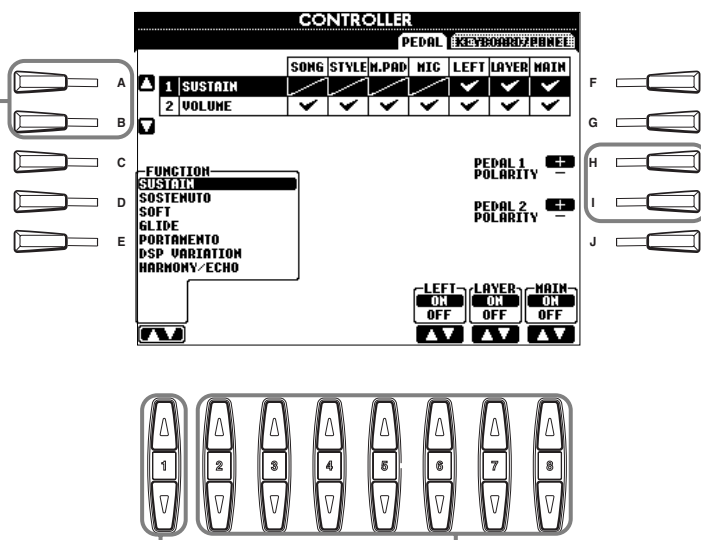 CONTROLLER
PEDAL KEYBOARD/PANEL
SONG STYLE M.PAD MIC LEFT LAYER MAIN
A 1 SUSTAIN F
B 2 VOLUME G
C PEDAL 1 + H
POLARITY −
FUNCTION
SUSTAIN
SOSTENUTO
D SOFT PEDAL 2 + I
POLARITY −
GLIDE
E PORTAMENTO J
DSP VARIATION
HARMONY/ECHO
LEFT LAYER MAIN
ON ON ON
OFF OFF OFF
1 2 3 4 5 6 7 8